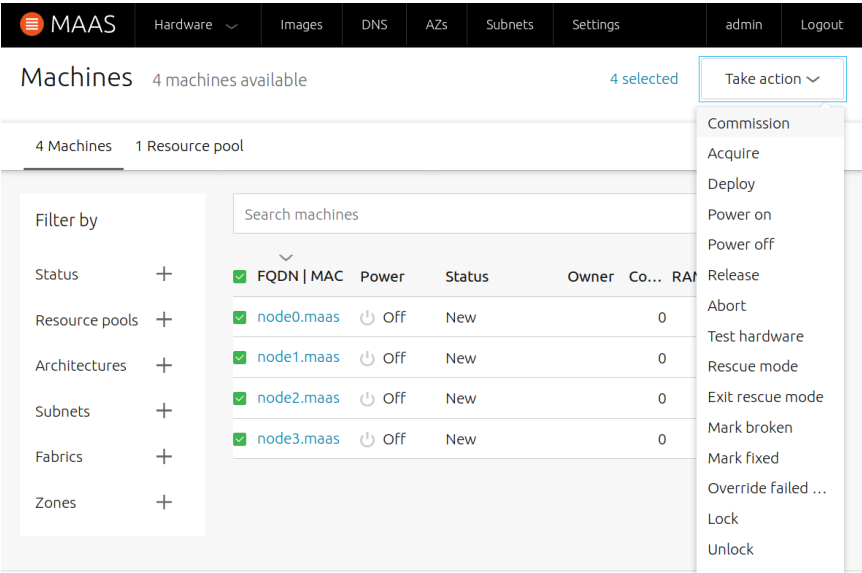 MAAS Hardware Images DNS AZs Subnets Settings admin Logout
Machines 4 machines available 4 selected Take action
4 Machines 1 Resource pool
Filter by
Status
Resource pools
Architectures
Subnets
Fabrics
Zones
Search machines
FQDN | MAC Power Status Owner Co... RAM
node0.maas Off New 0
node1.maas Off New 0
node2.maas Off New 0
node3.maas Off New 0
Commission
Acquire
Deploy
Power on
Power off
Release
Abort
Test hardware
Rescue mode
Exit rescue mode
Mark broken
Mark fixed
Override failed ...
Lock
Unlock